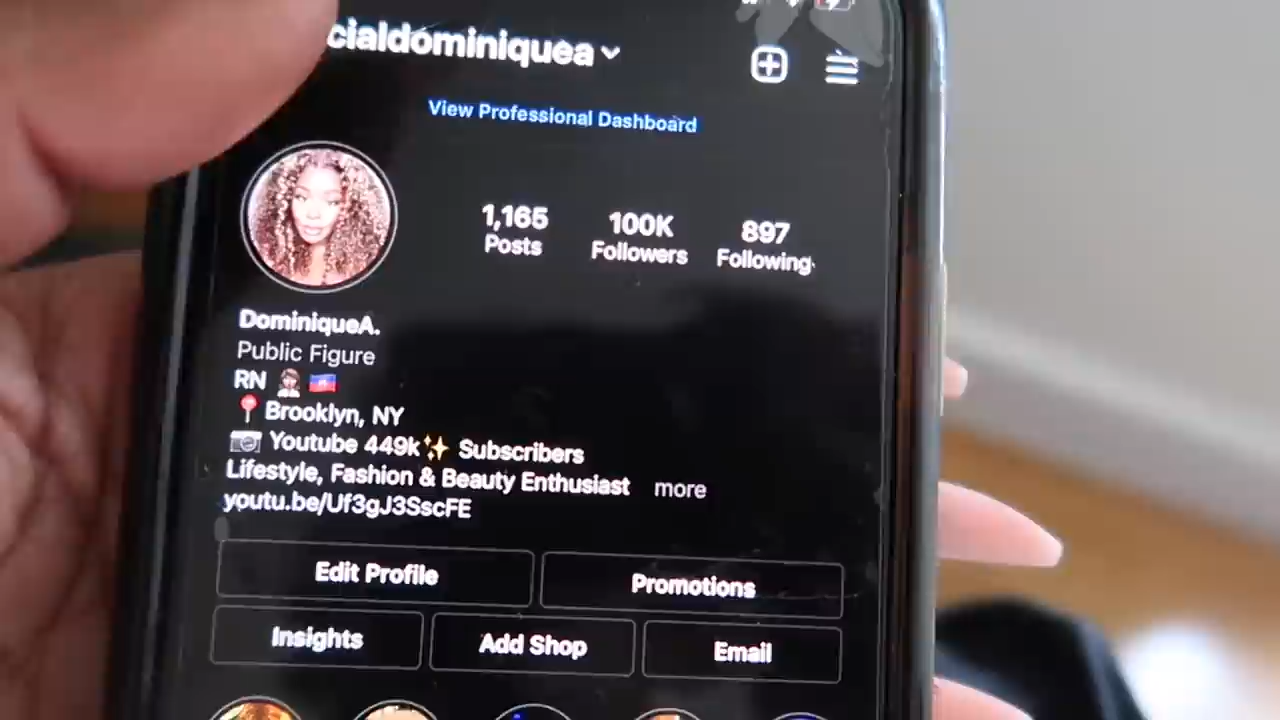 cialdominiquea
View Professional Dashboard
1,165 100K 897
Posts Followers Following
DominiqueA.
Public Figure
RN
Brooklyn, NY
Youtube 449k✨ Subscribers
Lifestyle, Fashion & Beauty Enthusiast more
youtu.be/Uf3gJ3SscFE
Edit Profile Promotions
Insights Add Shop Email